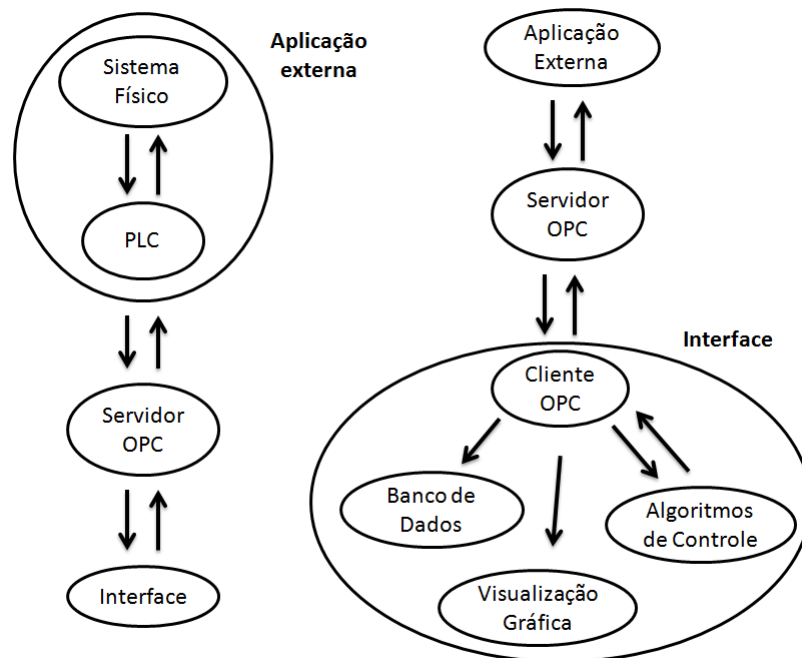 Aplicação
externa
Sistema
Físico
PLC
Servidor
OPC
Interface
Aplicação
Externa
Servidor
OPC
Interface
Cliente
OPC
Banco de
Dados
Algoritmos
de Controle
Visualização
Gráfica